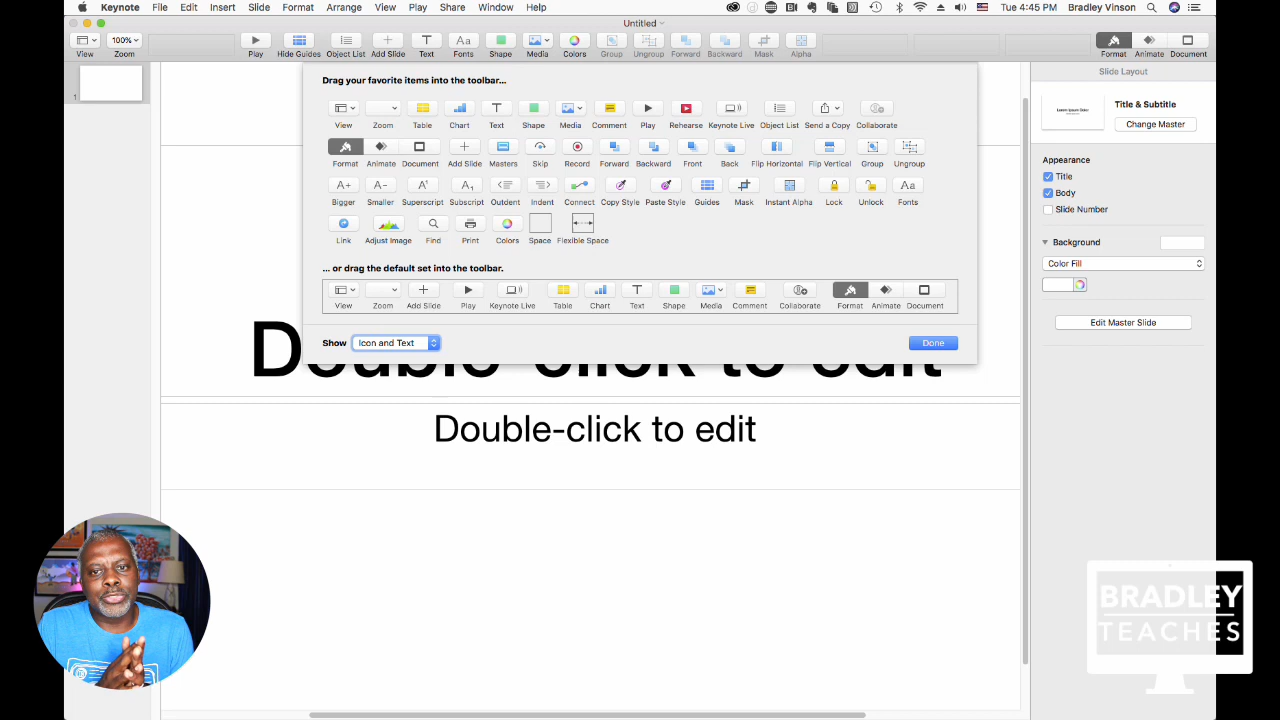 Keynote File Edit Insert Slide Format Arrange View Play Share Window Help Tue 4:45 PM Bradley Vinson
Untitled
100%
View Zoom Play Hide Guides Object List Add Slide Text Fonts Shape Media Colors Group Ungroup Forward Backward Mask Alpha Format Animate Document
1
Drag your favorite items into the toolbar...
View Zoom Table Chart Text Shape Media Comment Play Rehearse Keynote Live Object List Send a Copy Collaborate
Format Animate Document Add Slide Masters Skip Record Forward Backward Front Back Flip Horizontal Flip Vertical Group Ungroup
Bigger Smaller Superscript Subscript Outdent Indent Connect Copy Style Paste Style Guides Mask Instant Alpha Lock Unlock Fonts
Link Adjust Image Find Print Colors Space Flexible Space
... or drag the default set into the toolbar.
View Zoom Add Slide Play Keynote Live Table Chart Text Shape Media Comment Collaborate Format Animate Document
Show Icon and Text Done
Double-click to edit
Double-click to edit
Slide Layout
Title & Subtitle
Change Master
Appearance
Title
Body
Slide Number
Background
Color Fill
Edit Master Slide
BRADLEY
TEACHES